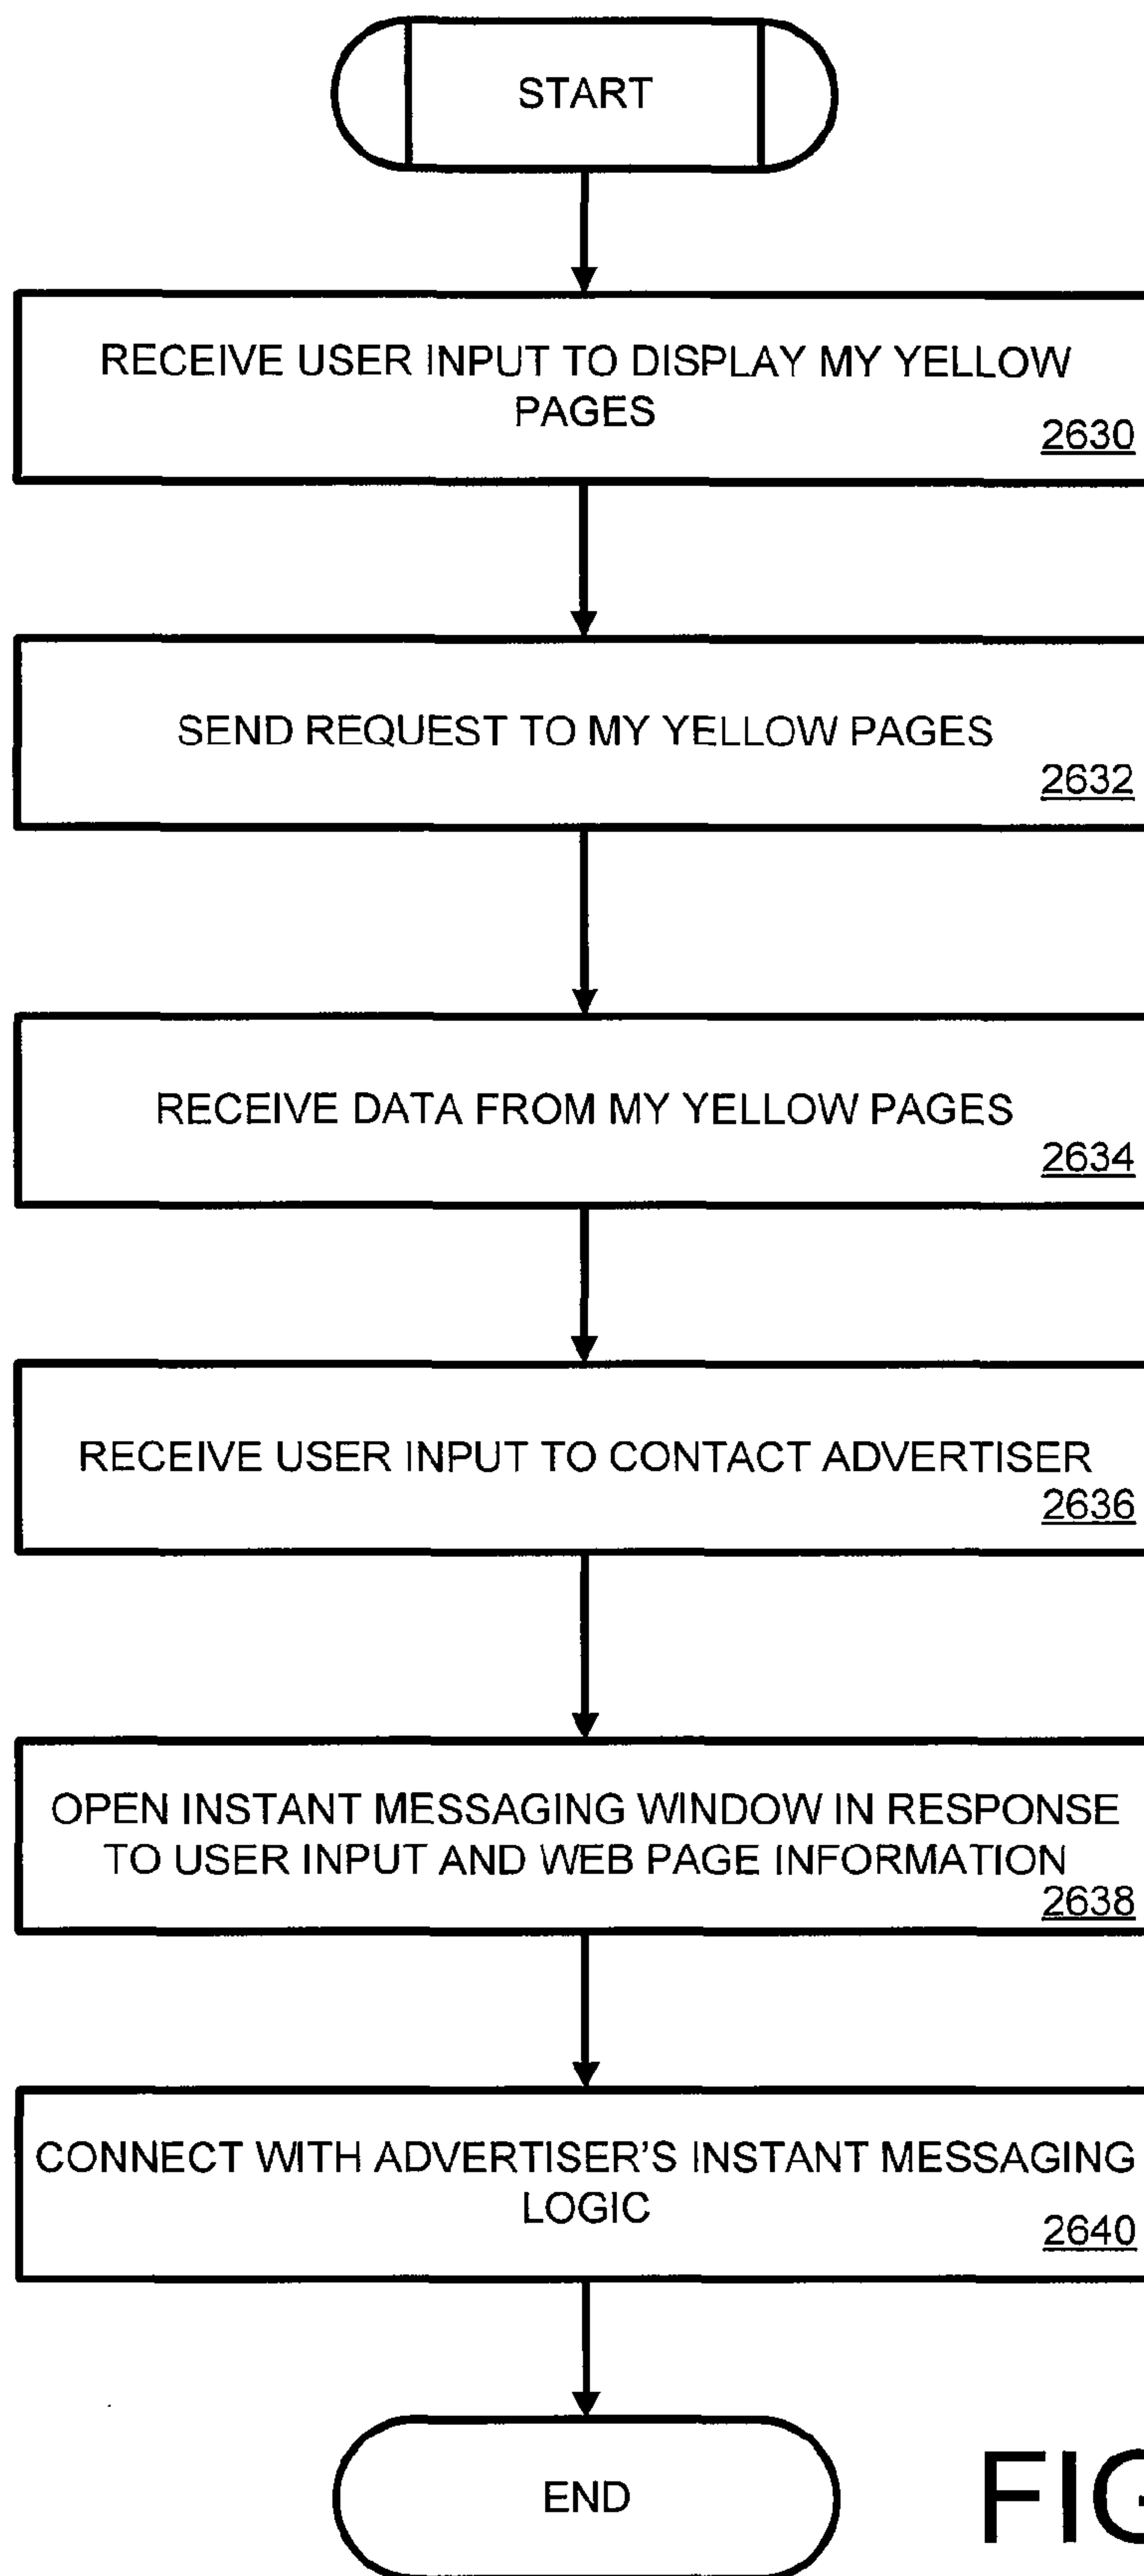 START
RECEIVE USER INPUT TO DISPLAY MY YELLOW
PAGES
2630
SEND REQUEST TO MY YELLOW PAGES
2632
RECEIVE DATA FROM MY YELLOW PAGES
2634
RECEIVE USER INPUT TO CONTACT ADVERTISER
2636
OPEN INSTANT MESSAGING WINDOW IN RESPONSE
TO USER INPUT AND WEB PAGE INFORMATION
2638
CONNECT WITH ADVERTISER'S INSTANT MESSAGING
LOGIC
2640
END
FIG